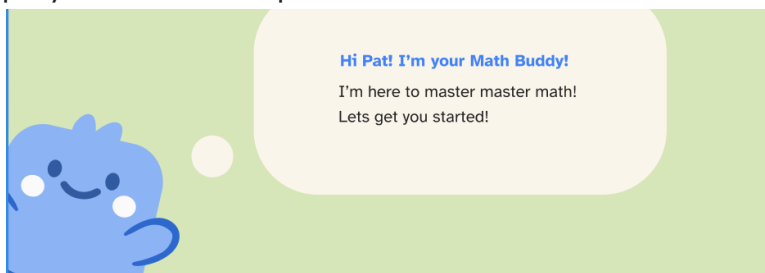 Hi Pat! I'm your Math Buddy!
I'm here to master master math!
Lets get you started!